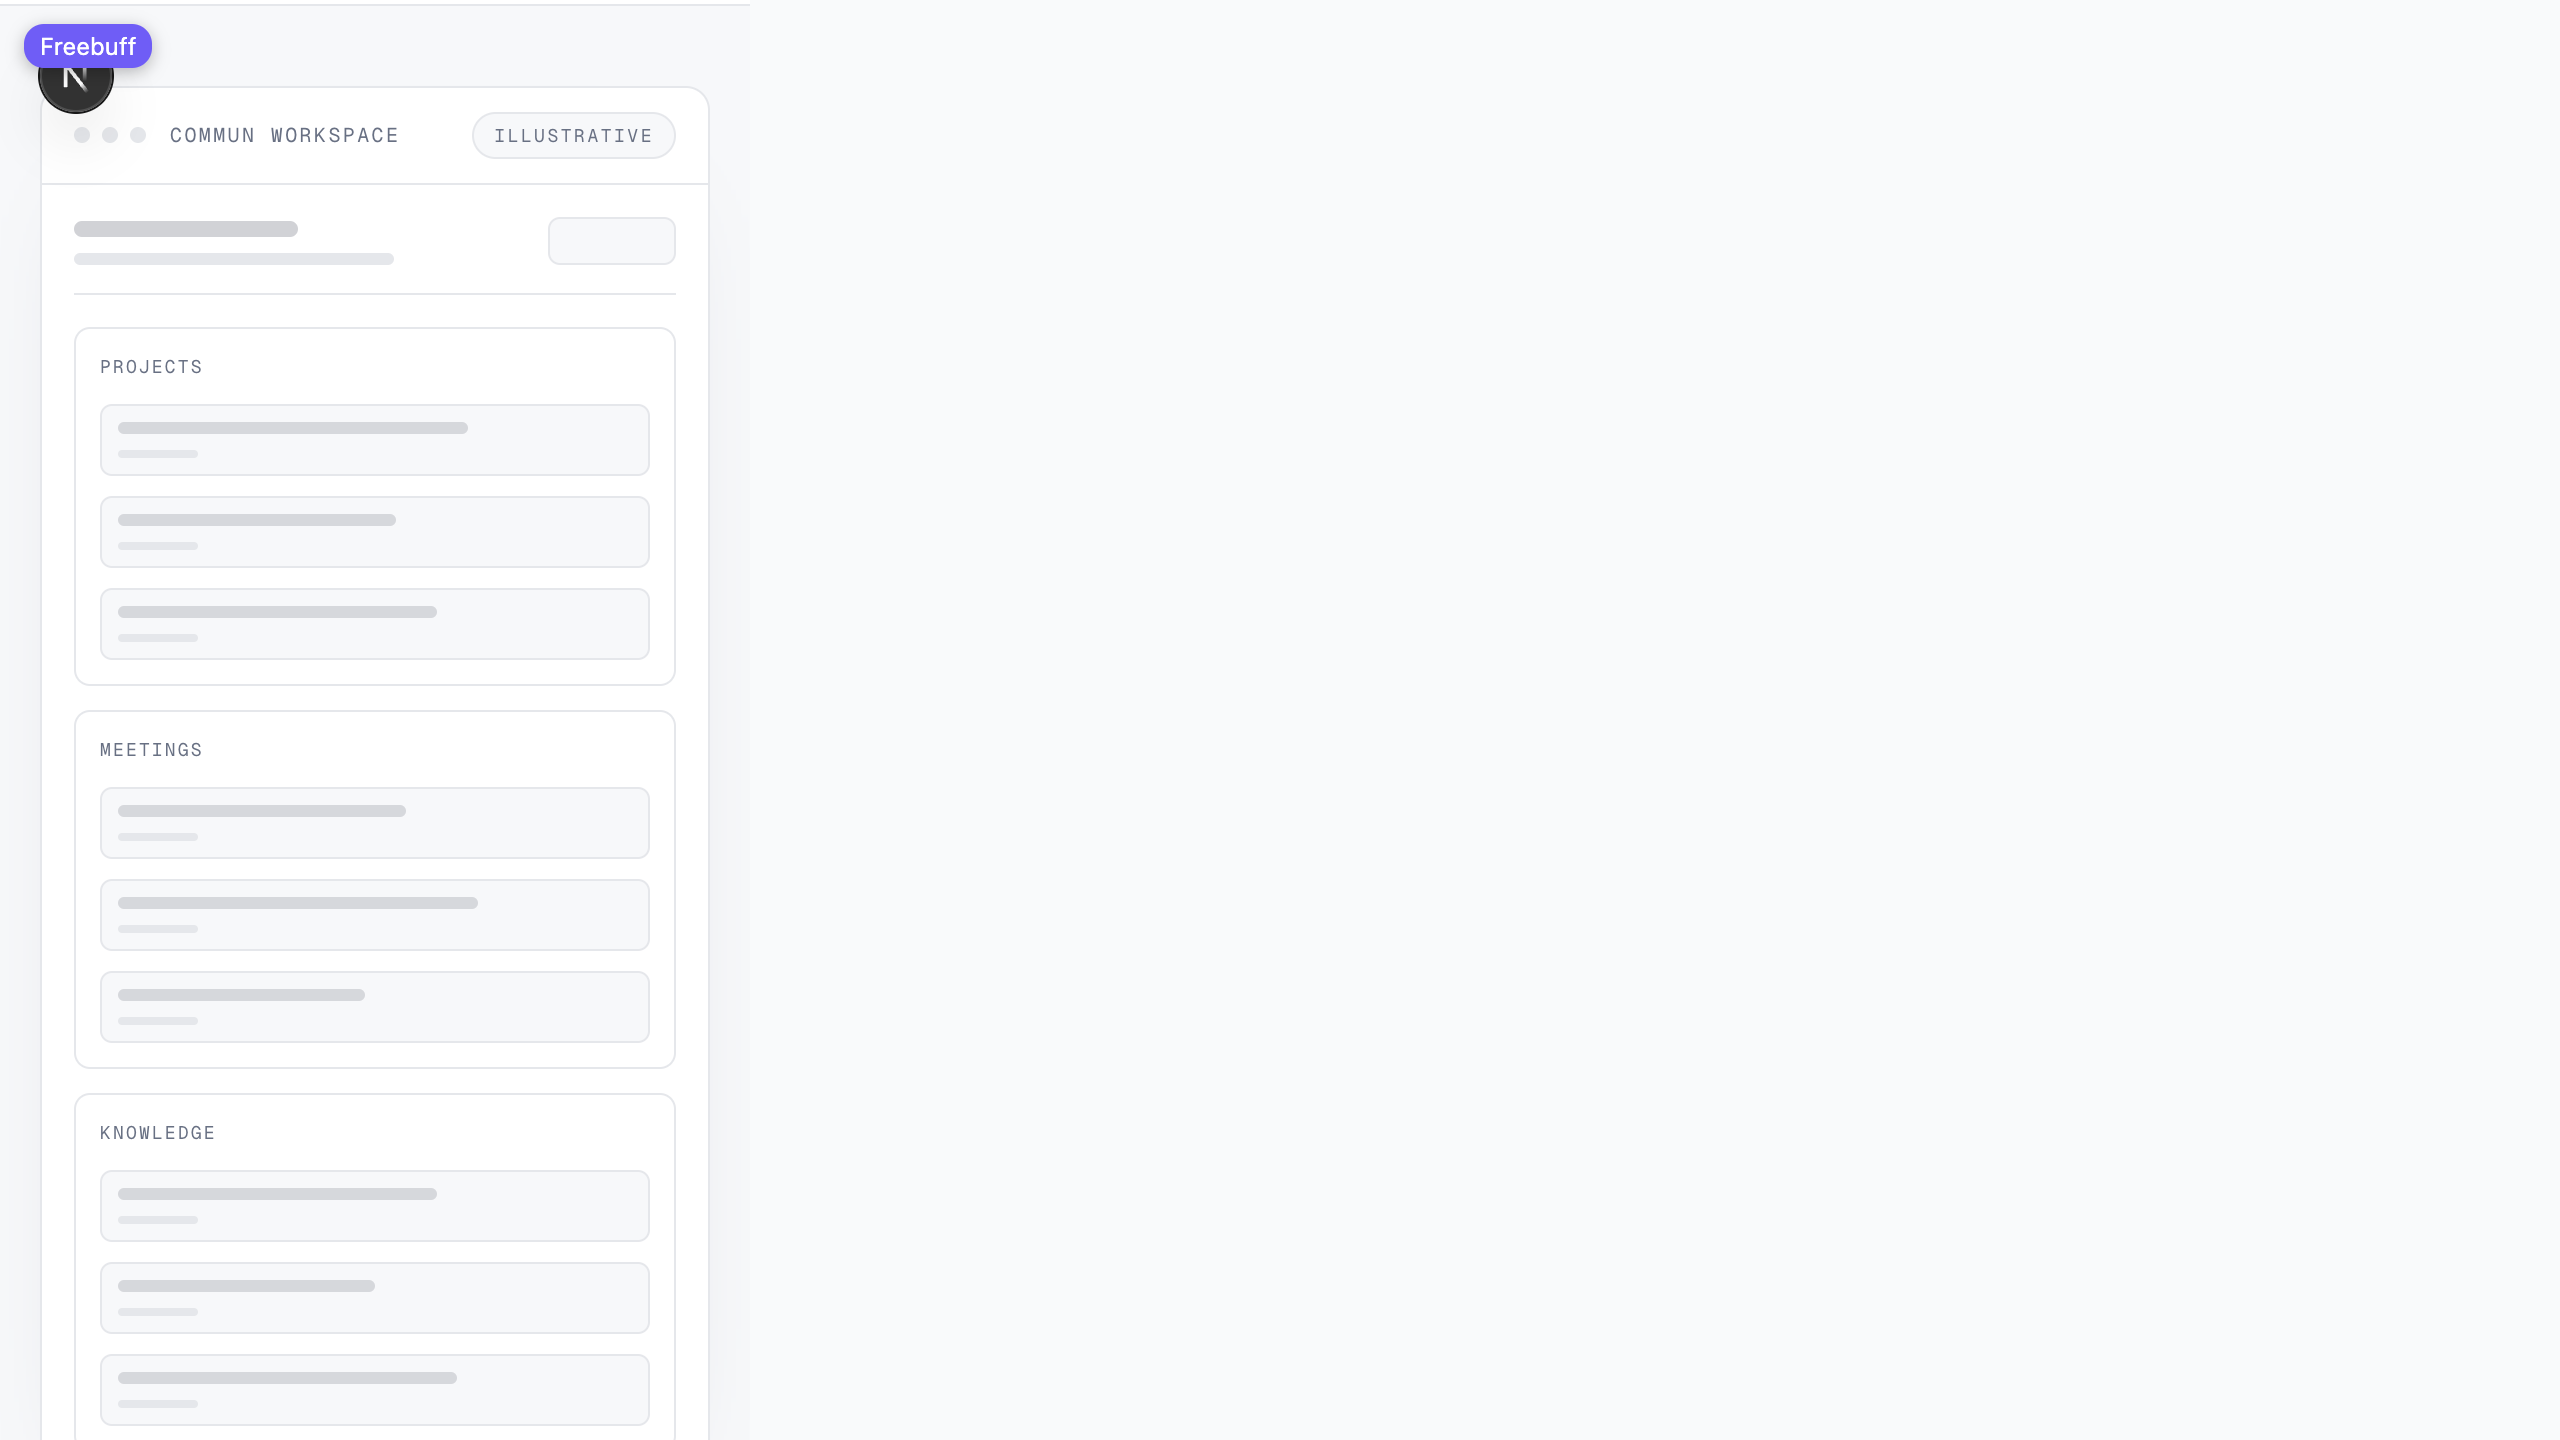 Freebuff
N
COMMUN WORKSPACE
ILLUSTRATIVE
PROJECTS
MEETINGS
KNOWLEDGE